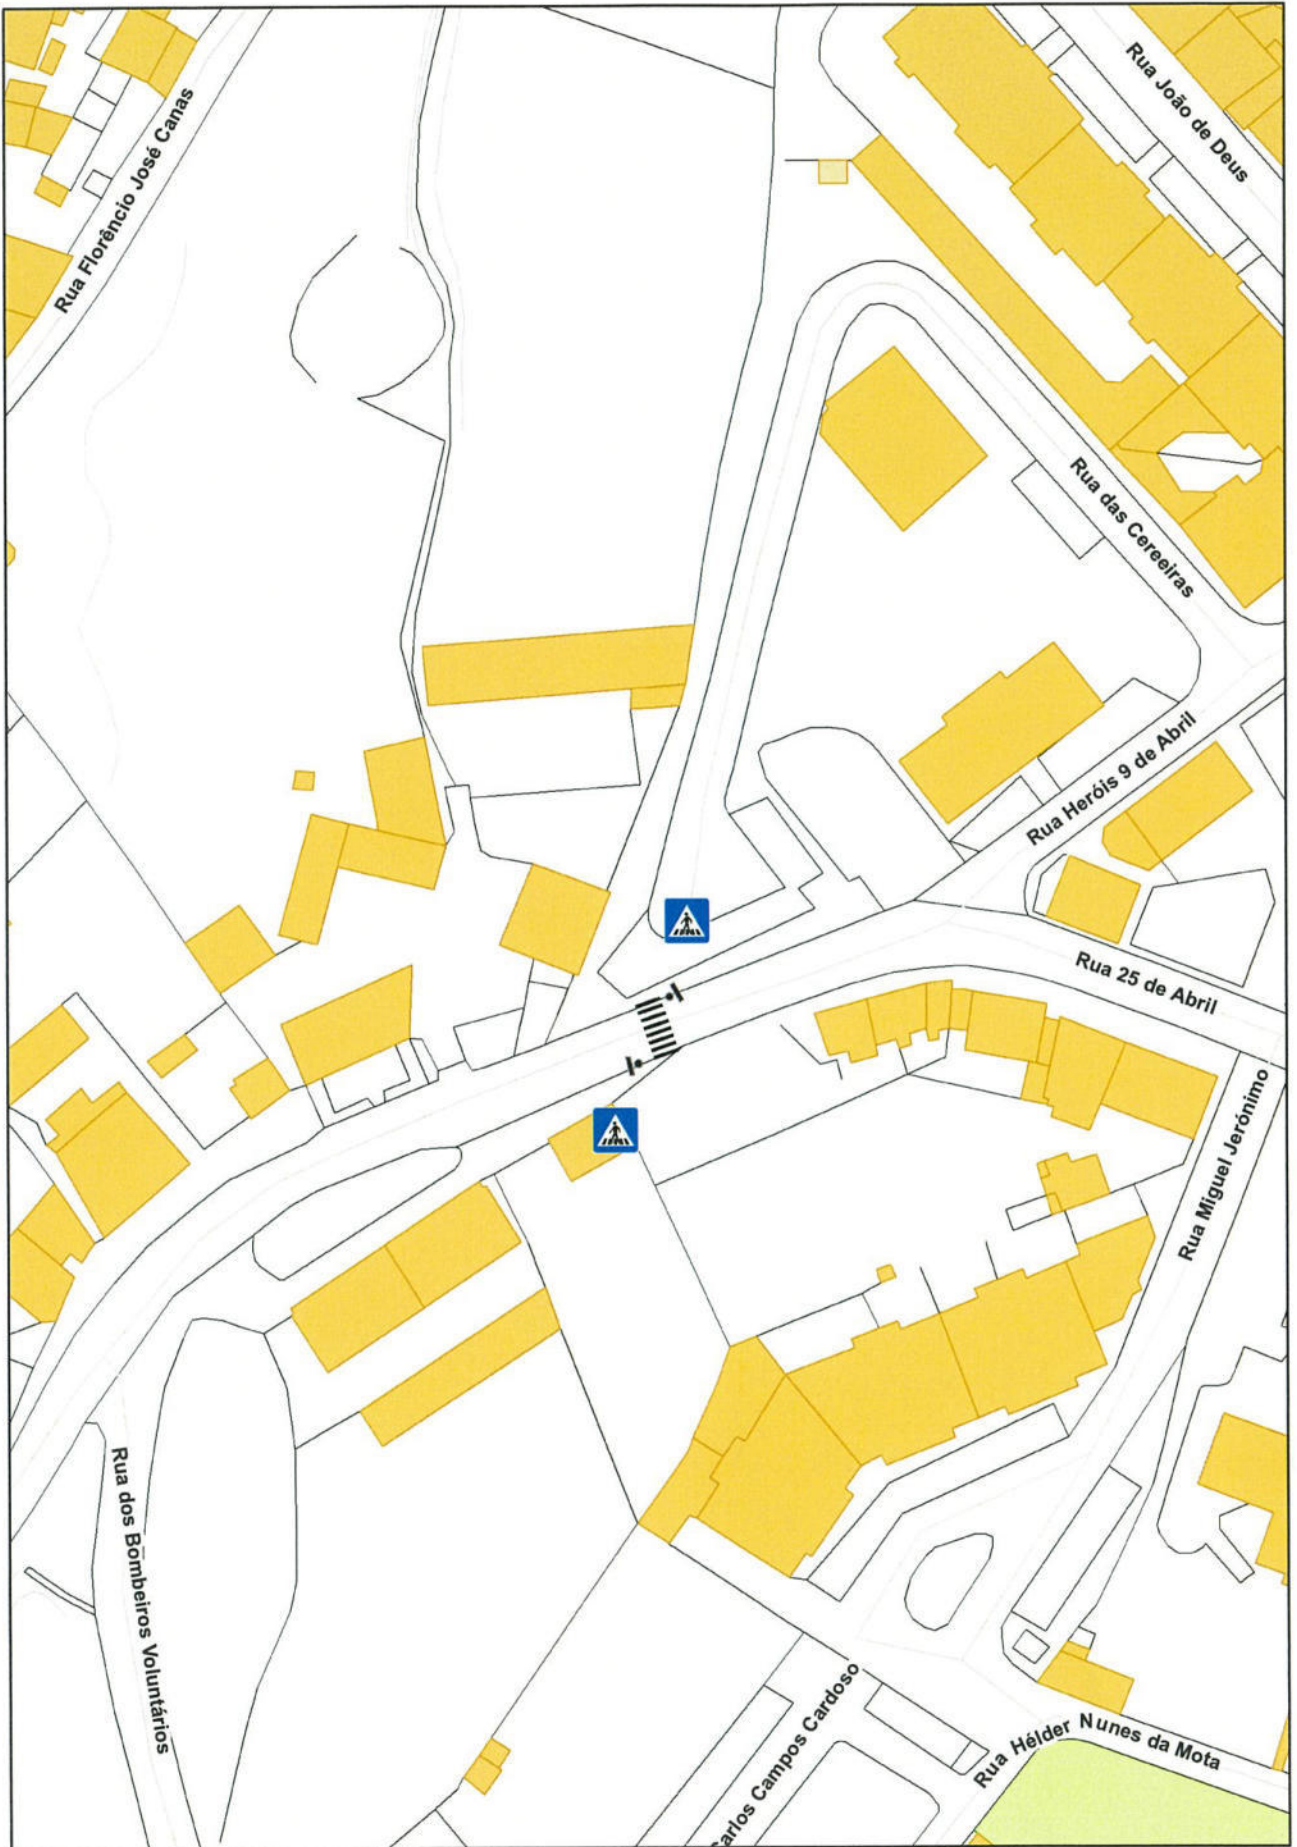 Rua João de Deus
Rua Florêncio José Canas
Rua das Cereeiras
Rua Heróis 9 de Abril
Rua 25 de Abril
Rua Miguel Jerónimo
Rua dos Bombeiros Voluntários
Carlos Campos Cardoso
Rua Hélder Nunes da Mota